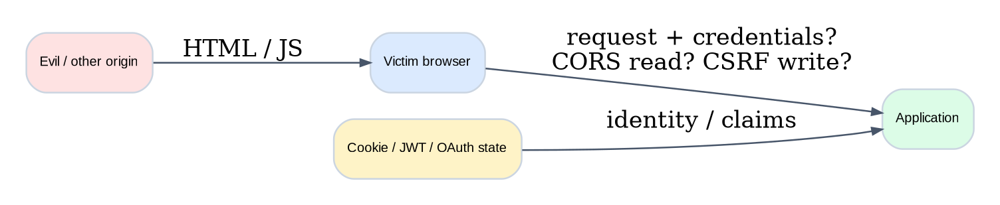 Evil / other origin
HTML / JS
Victim browser
request + credentials?
CORS read? CSRF write?
Cookie / JWT / OAuth state
identity / claims
Application